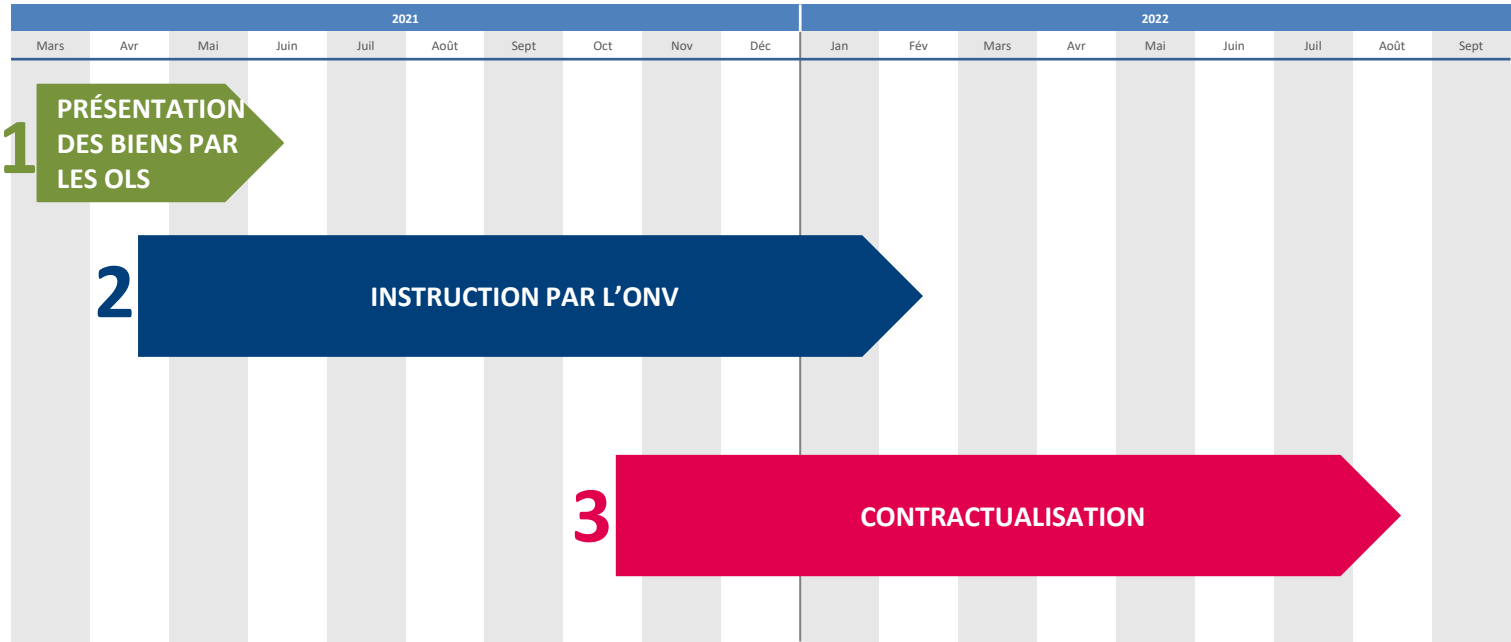 2021 2022
Mars Avr Mai Juin Juil Août Sept Oct Nov Déc Jan Fév Mars Avr Mai Juin Juil Août Sept
1
PRÉSENTATION
DES BIENS PAR
LES OLS
2
INSTRUCTION PAR L’ONV
3
CONTRACTUALISATION